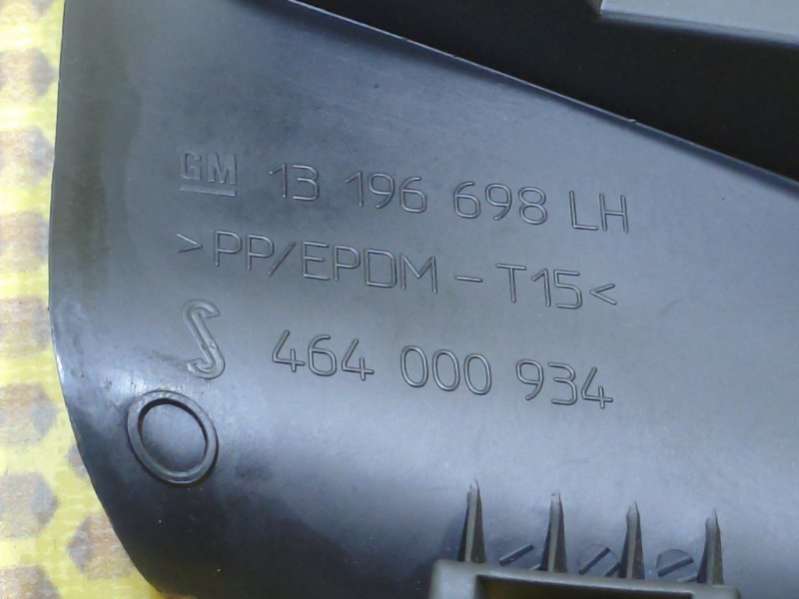 GM 13 196 698 LH
>PP/EPDM-T15<
464 000 934